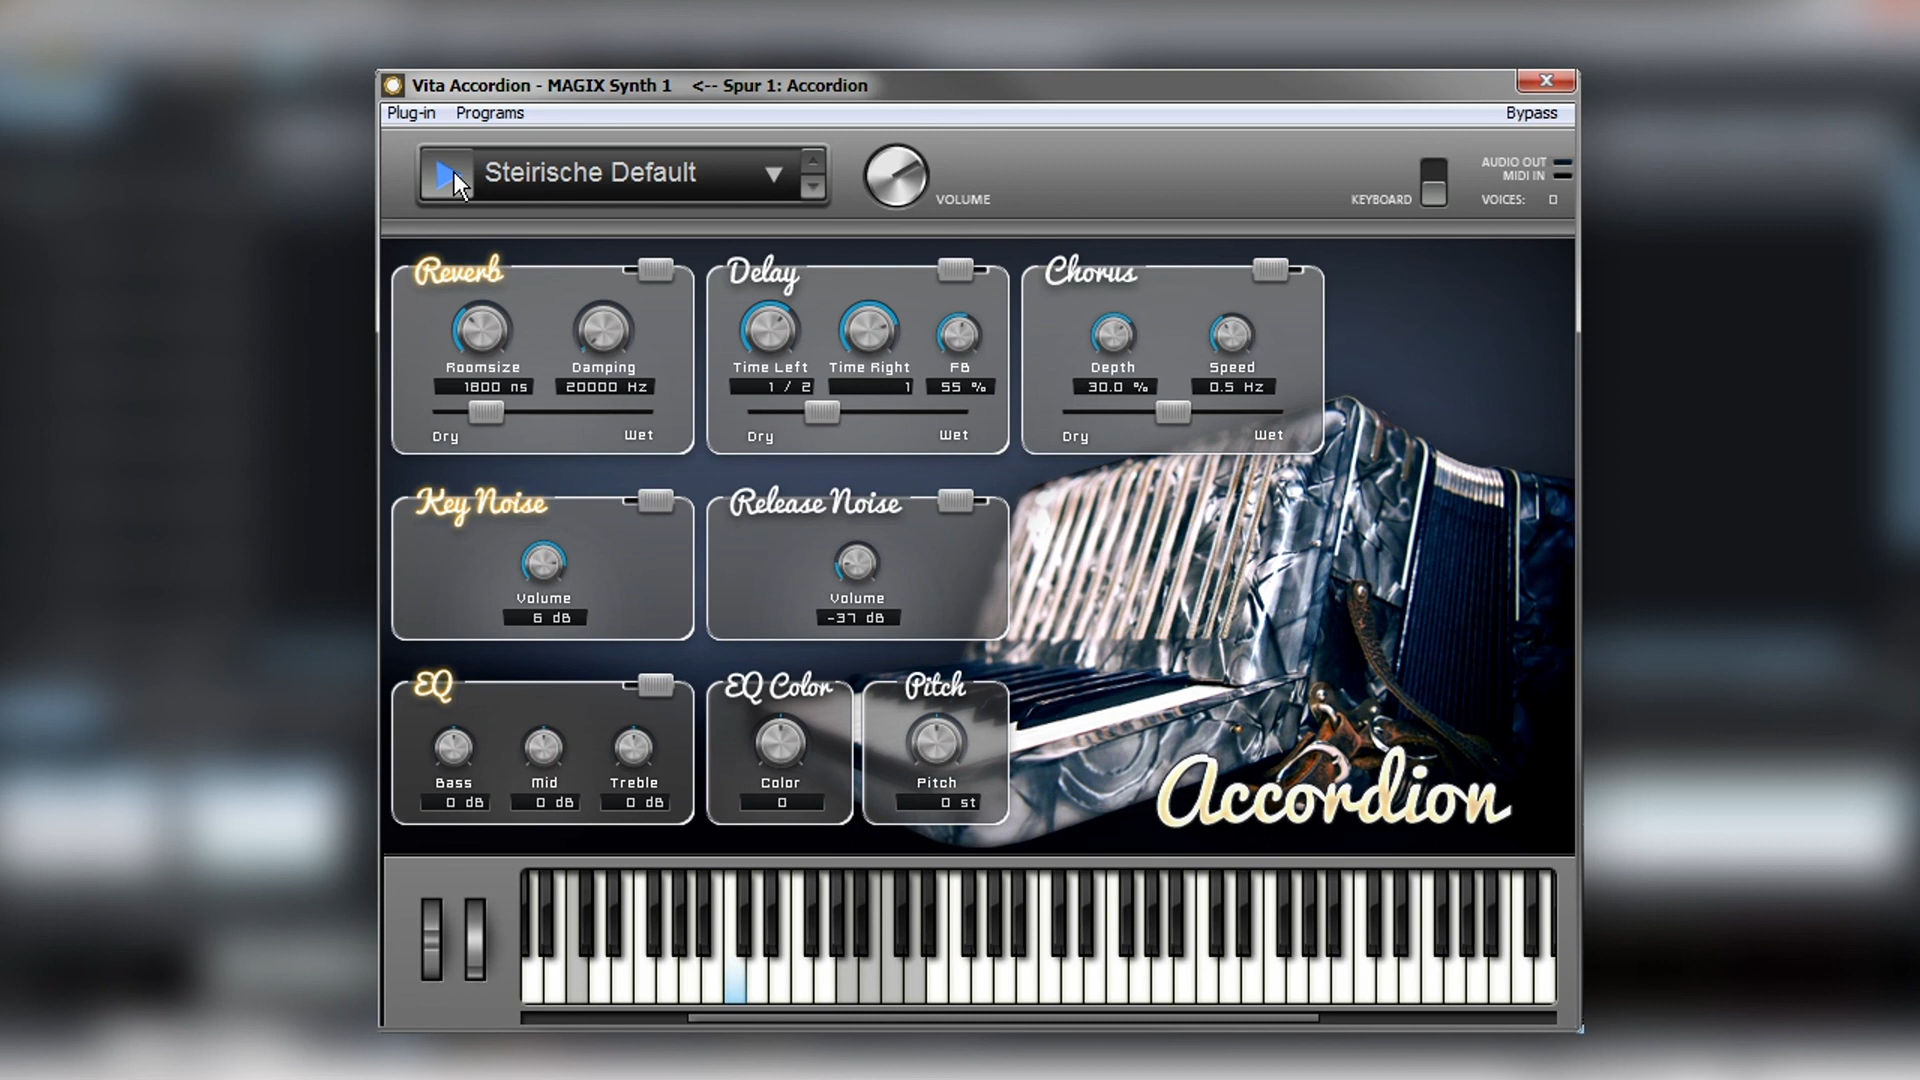 Vita Accordion - MAGIX Synth 1 <-- Spur 1: Accordion
Plug-in Programs Bypass
Steirische Default
VOLUME
KEYBOARD
AUDIO OUT
MIDI IN
VOICES: 0
Reverb
Roomsize Damping
1800 ns 20000 Hz
Dry Wet
Delay
Time Left Time Right FB
1 / 2 1 55 %
Dry Wet
Chorus
Depth Speed
30.0 % 0.5 Hz
Dry Wet
Key Noise
Volume
6 dB
Release Noise
Volume
-37 dB
EQ
Bass Mid Treble
0 dB 0 dB 0 dB
EQ Color
Color
0
Pitch
Pitch
0 st
Accordion